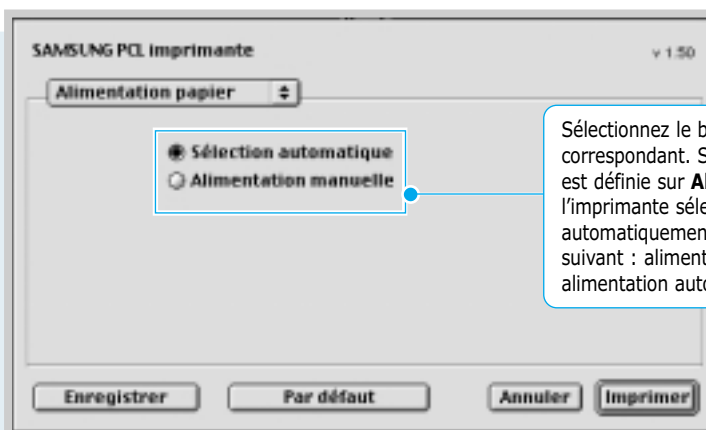 SAMSUNG PCL imprimante
v 1.50
Alimentation papier
Sélection automatique
Alimentation manuelle
Sélectionnez le b
correspondant. S
est définie sur Al
l'imprimante séle
automatiquemen
suivant : aliment
alimentation auto
Enregistrer
Par défaut
Annuler
Imprimer